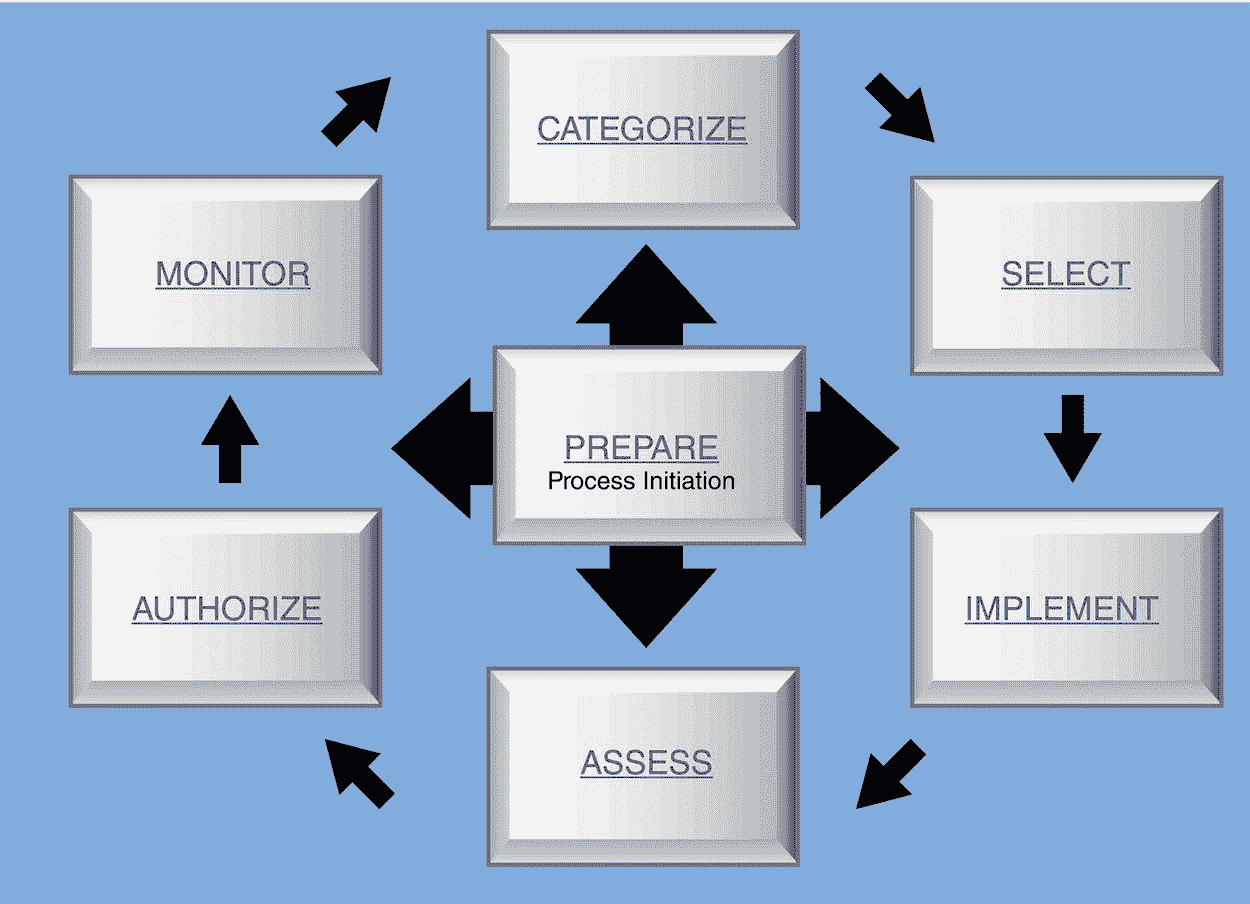 CATEGORIZE
MONITOR
SELECT
PREPARE
Process Initiation
AUTHORIZE
IMPLEMENT
ASSESS